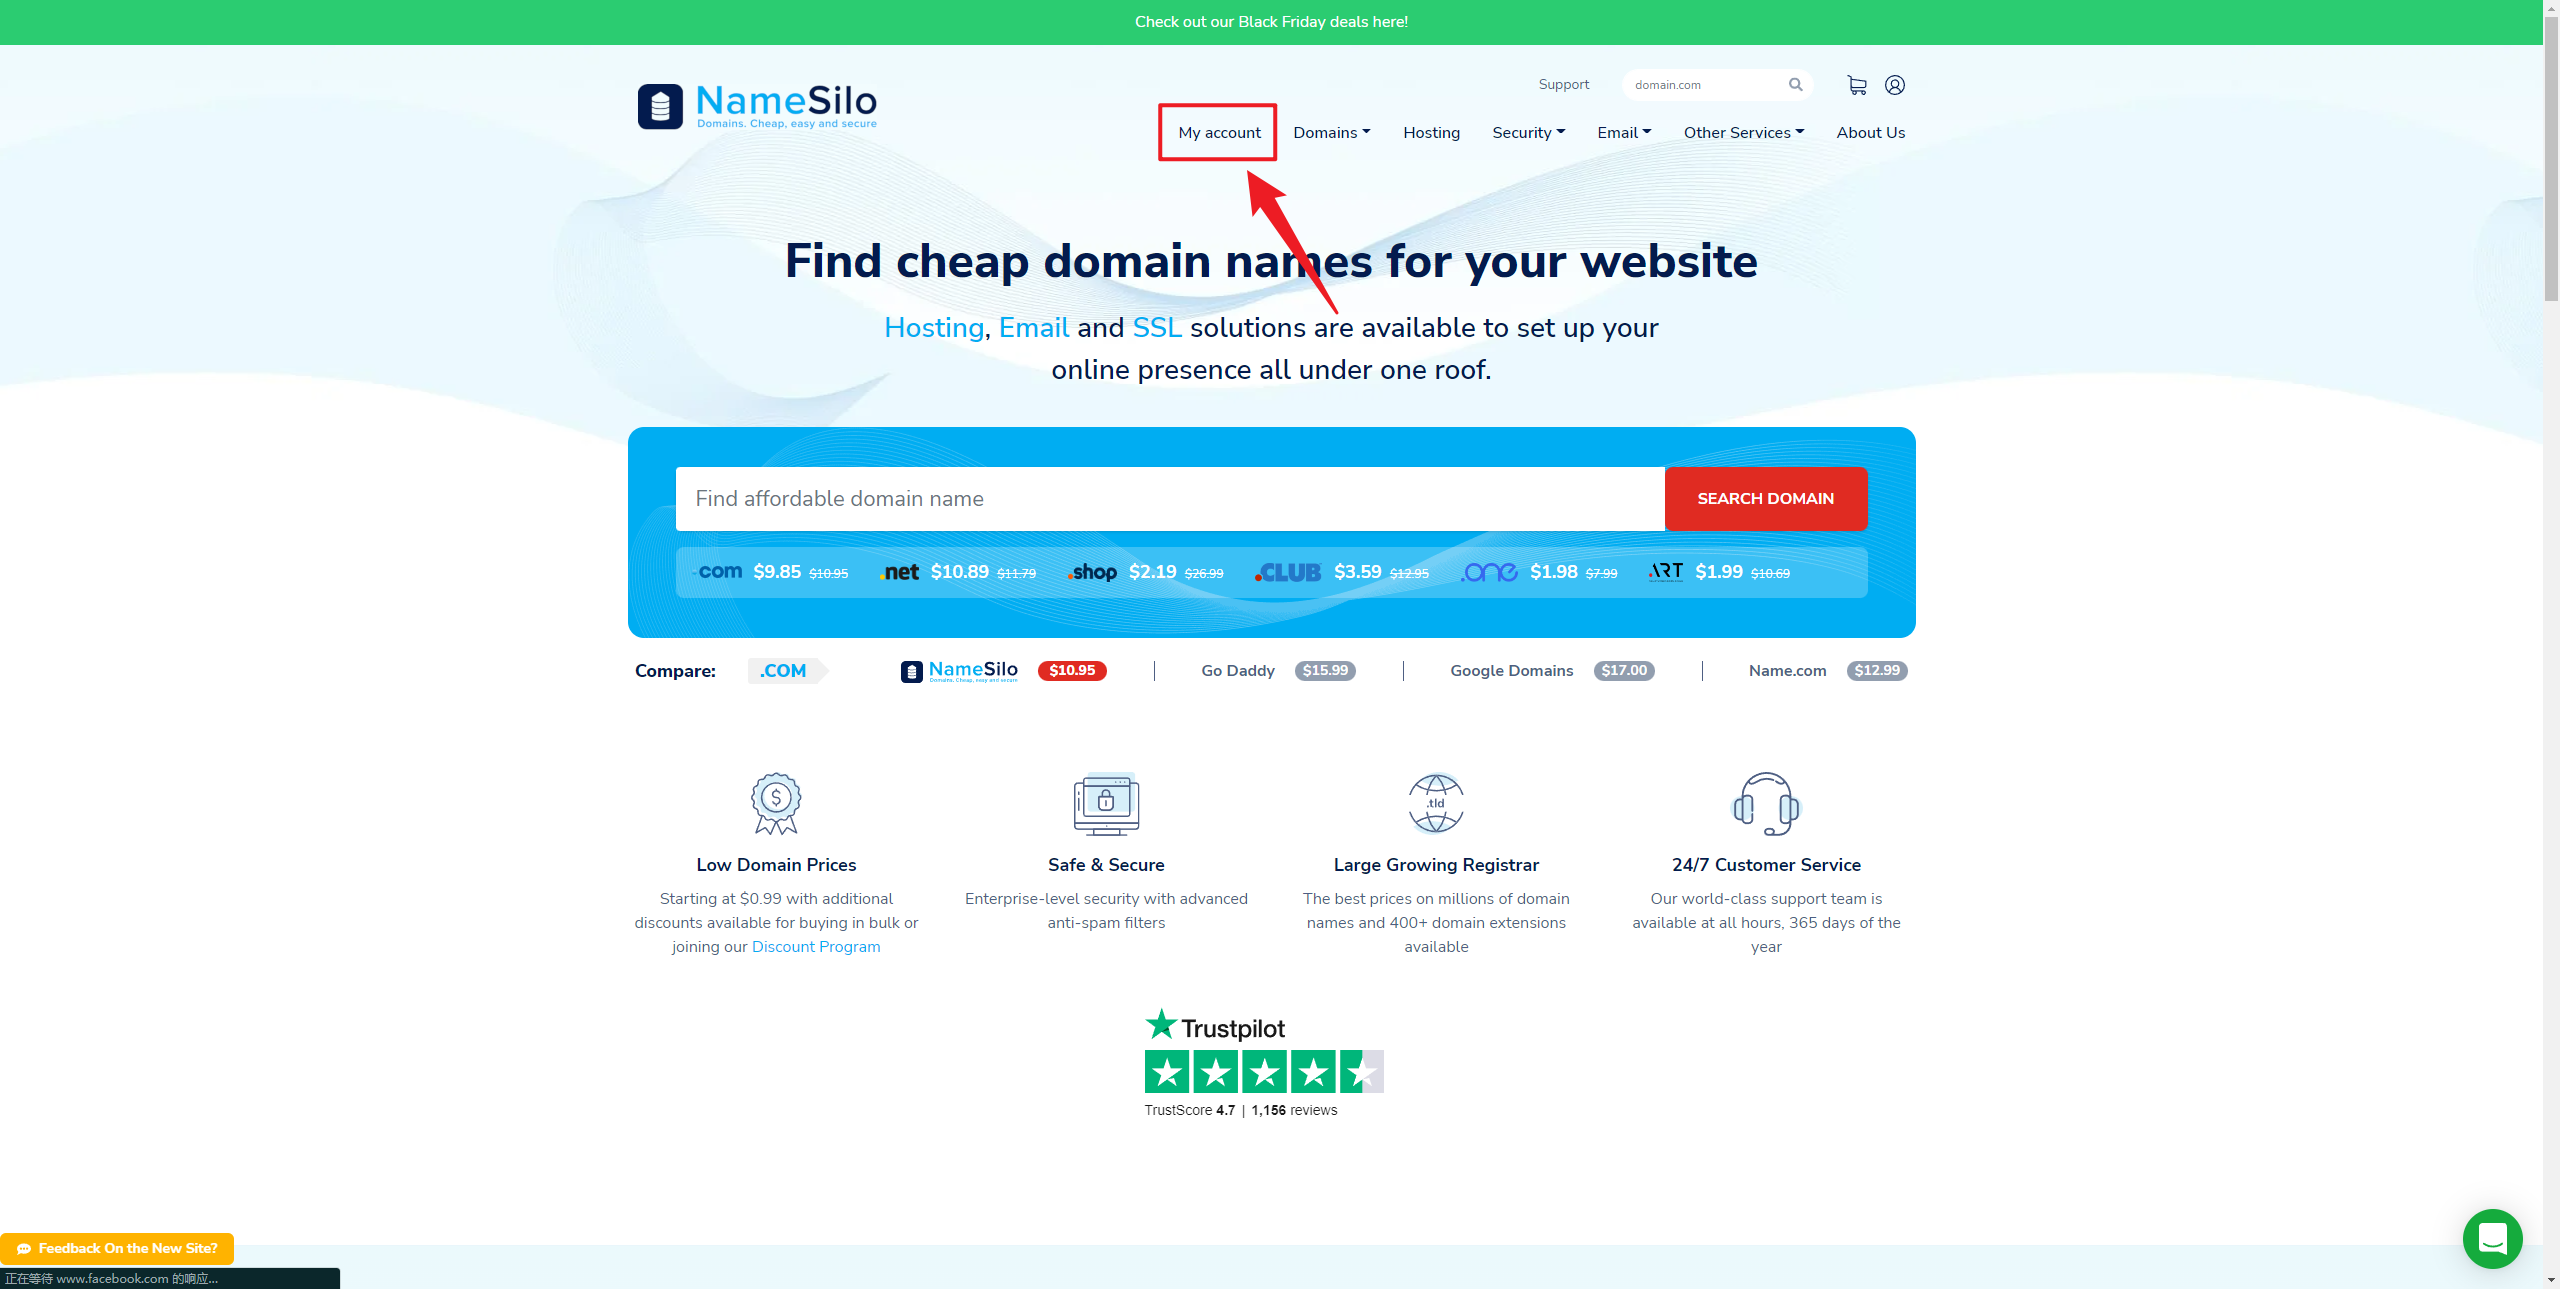 Check out our Black Friday deals here!
NameSilo
Domains. Cheap, easy and secure
Support
domain.com
My account
Domains
Hosting
Security
Email
Other Services
About Us
Find cheap domain names for your website
Hosting, Email and SSL solutions are available to set up your
online presence all under one roof.
Find affordable domain name
SEARCH DOMAIN
.com $9.85 $10.95
.net $10.89 $11.79
.shop $2.19 $26.99
.CLUB $3.59 $12.95
.one $1.98 $7.99
.ART $1.99 $10.69
Compare:
.COM
NameSilo
Domains. Cheap, easy and secure
$10.95
Go Daddy $15.99
Google Domains $17.00
Name.com $12.99
$
.tld
Low Domain Prices
Starting at $0.99 with additional
discounts available for buying in bulk or
joining our Discount Program
Safe & Secure
Enterprise-level security with advanced
anti-spam filters
Large Growing Registrar
The best prices on millions of domain
names and 400+ domain extensions
available
24/7 Customer Service
Our world-class support team is
available at all hours, 365 days of the
year
Trustpilot
TrustScore 4.7 | 1,156 reviews
Feedback On the New Site?
正在等待 www.facebook.com 的响应...